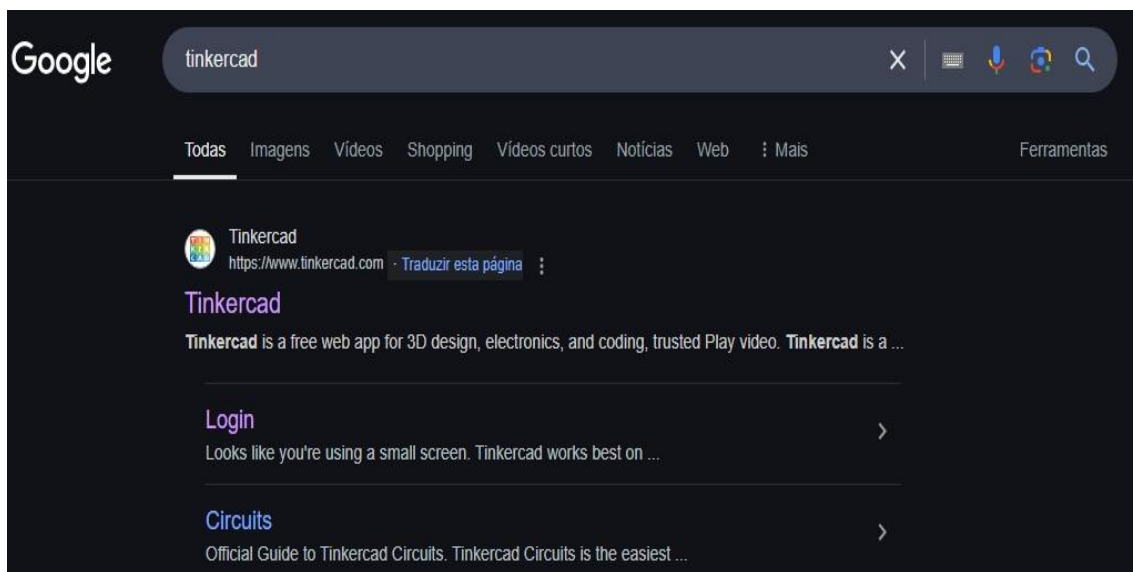 Google
tinkercad
Todas Imagens Vídeos Shopping Vídeos curtos Notícias Web Mais Ferramentas
Tinkercad
https://www.tinkercad.com · Traduzir esta página
Tinkercad
Tinkercad is a free web app for 3D design, electronics, and coding, trusted Play video. Tinkercad is a ...
Login
Looks like you're using a small screen. Tinkercad works best on ...
Circuits
Official Guide to Tinkercad Circuits. Tinkercad Circuits is the easiest ...